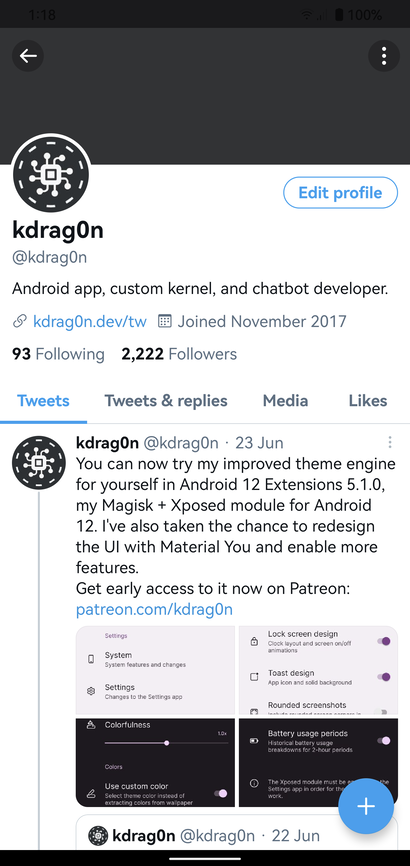 1:18
100%
Edit profile
kdrag0n
@kdrag0n
Android app, custom kernel, and chatbot developer.
kdrag0n.dev/tw Joined November 2017
93 Following 2,222 Followers
Tweets Tweets & replies Media Likes
kdrag0n @kdrag0n · 23 Jun
You can now try my improved theme engine
for yourself in Android 12 Extensions 5.1.0,
my Magisk + Xposed module for Android
12. I've also taken the chance to redesign
the UI with Material You and enable more
features.
Get early access to it now on Patreon:
patreon.com/kdrag0n
Settings
System
System features and changes
Settings
Changes to the Settings app
Lock screen design
Clock layout and screen on/off
animations
Toast design
App icon and solid background
Rounded screenshots
Colorfulness
1.0x
Colors
Use custom color
Select theme color instead of
extracting colors from wallpaper
Battery usage periods
Historical battery usage
breakdowns for 2-hour periods
The Xposed module must be
Settings app in order for
work.
kdrag0n @kdrag0n · 22 Jun